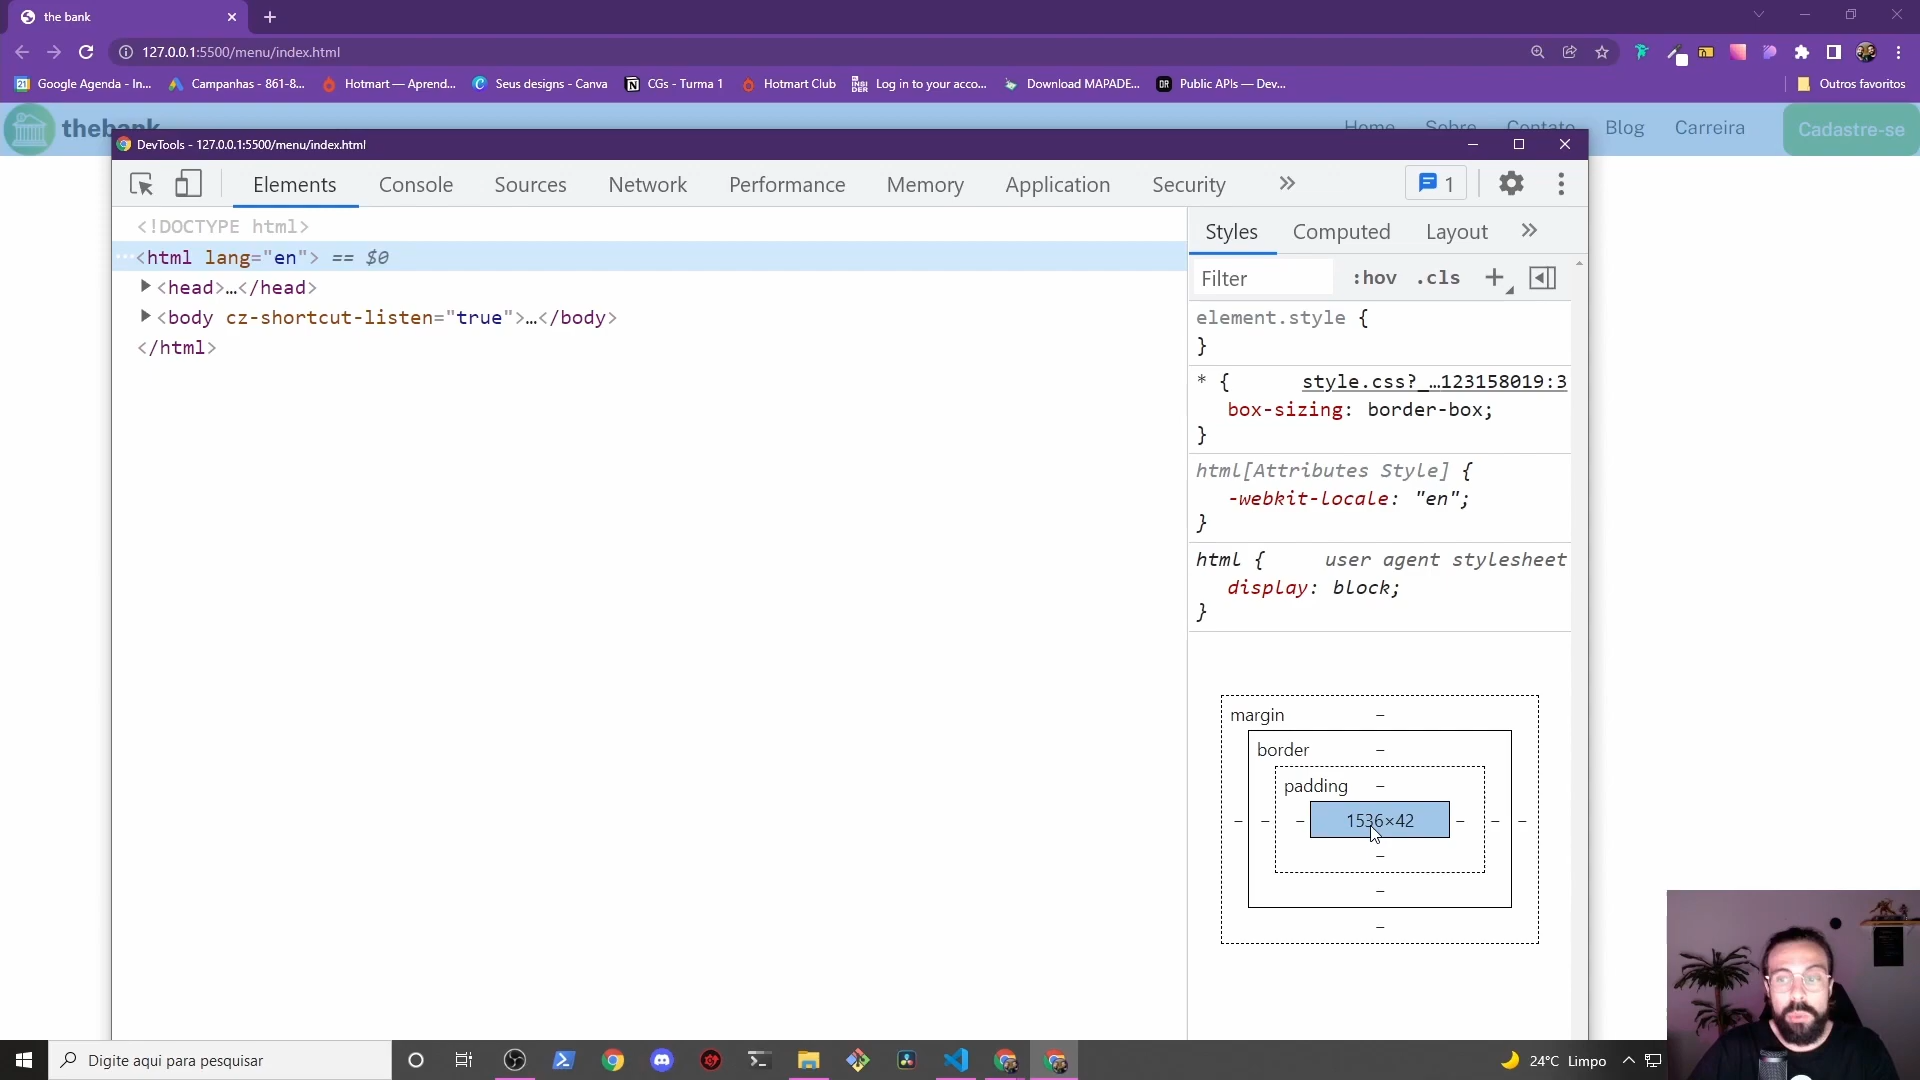 the bank
127.0.0.1:5500/menu/index.html
Google Agenda - In...
Campanhas - 861-8...
Hotmart — Aprend...
Seus designs - Canva
CGs - Turma 1
Hotmart Club
Log in to your acco...
Download MAPADE...
Public APIs — Dev...
Outros favoritos
thebank
Home Sobre Contato Blog Carreira Cadastre-se
DevTools - 127.0.0.1:5500/menu/index.html
Elements Console Sources Network Performance Memory Application Security 1
<!DOCTYPE html>
<html lang="en"> == $0
<head>…</head>
<body cz-shortcut-listen="true">…</body>
</html>
Styles Computed Layout
Filter :hov .cls
element.style {
}
* { style.css?_…123158019:3
box-sizing: border-box;
}
html[Attributes Style] {
-webkit-locale: "en";
}
html { user agent stylesheet
display: block;
}
margin –
border –
padding –
– – – 1536×42 – – –
–
–
–
Digite aqui para pesquisar
24°C Limpo